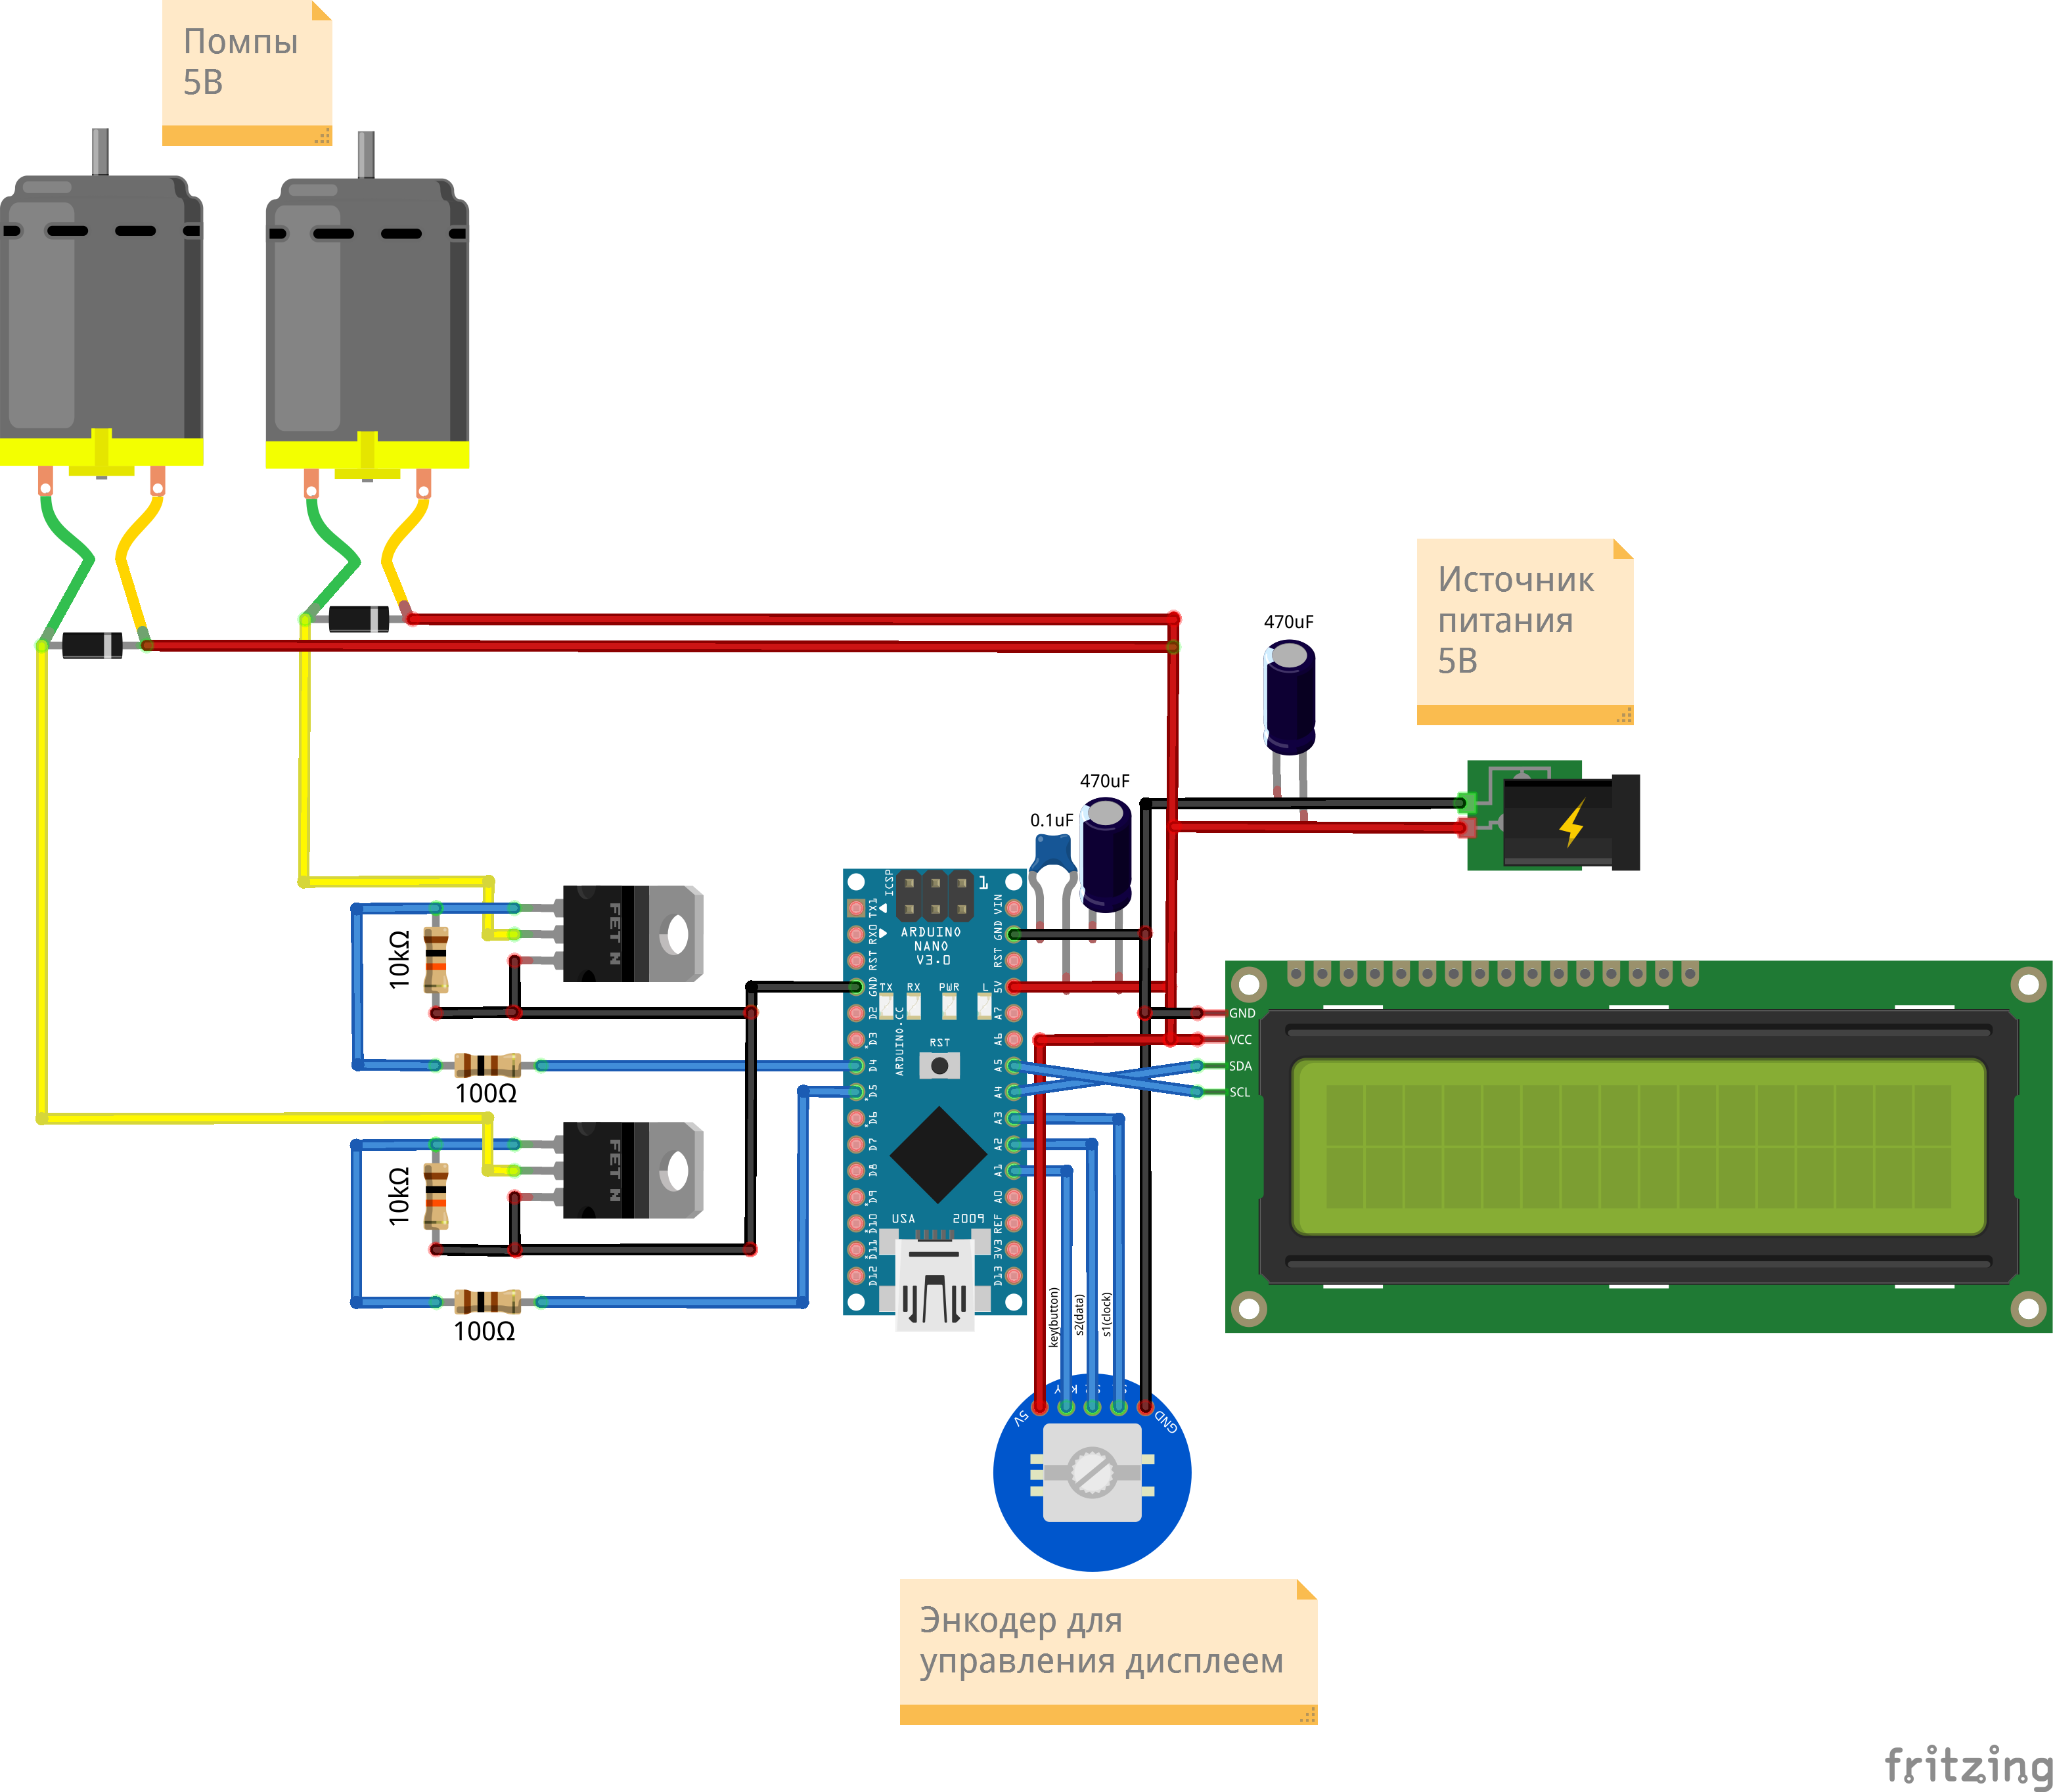 Помпы
5В
Источник
питания
5В
470uF
470uF
0.1uF
10kΩ
100Ω
10kΩ
100Ω
FET N
FET N
ICSP
1
ARDUINO
NANO
V3.0
TX1
RX0
RST
GND
D2
D3
D4
D5
D6
D7
D8
D9
D10
D11
D12
VIN
GND
RST
5V
A7
A6
A5
A4
A3
A2
A1
A0
REF
3V3
D13
TX
RX
PWR
L
RST
ARDUINO.CC
USA
2009
GND
VCC
SDA
SCL
key(button)
s2(data)
s1(clock)
5V
GND
Энкодер для
управления дисплеем
fritzing